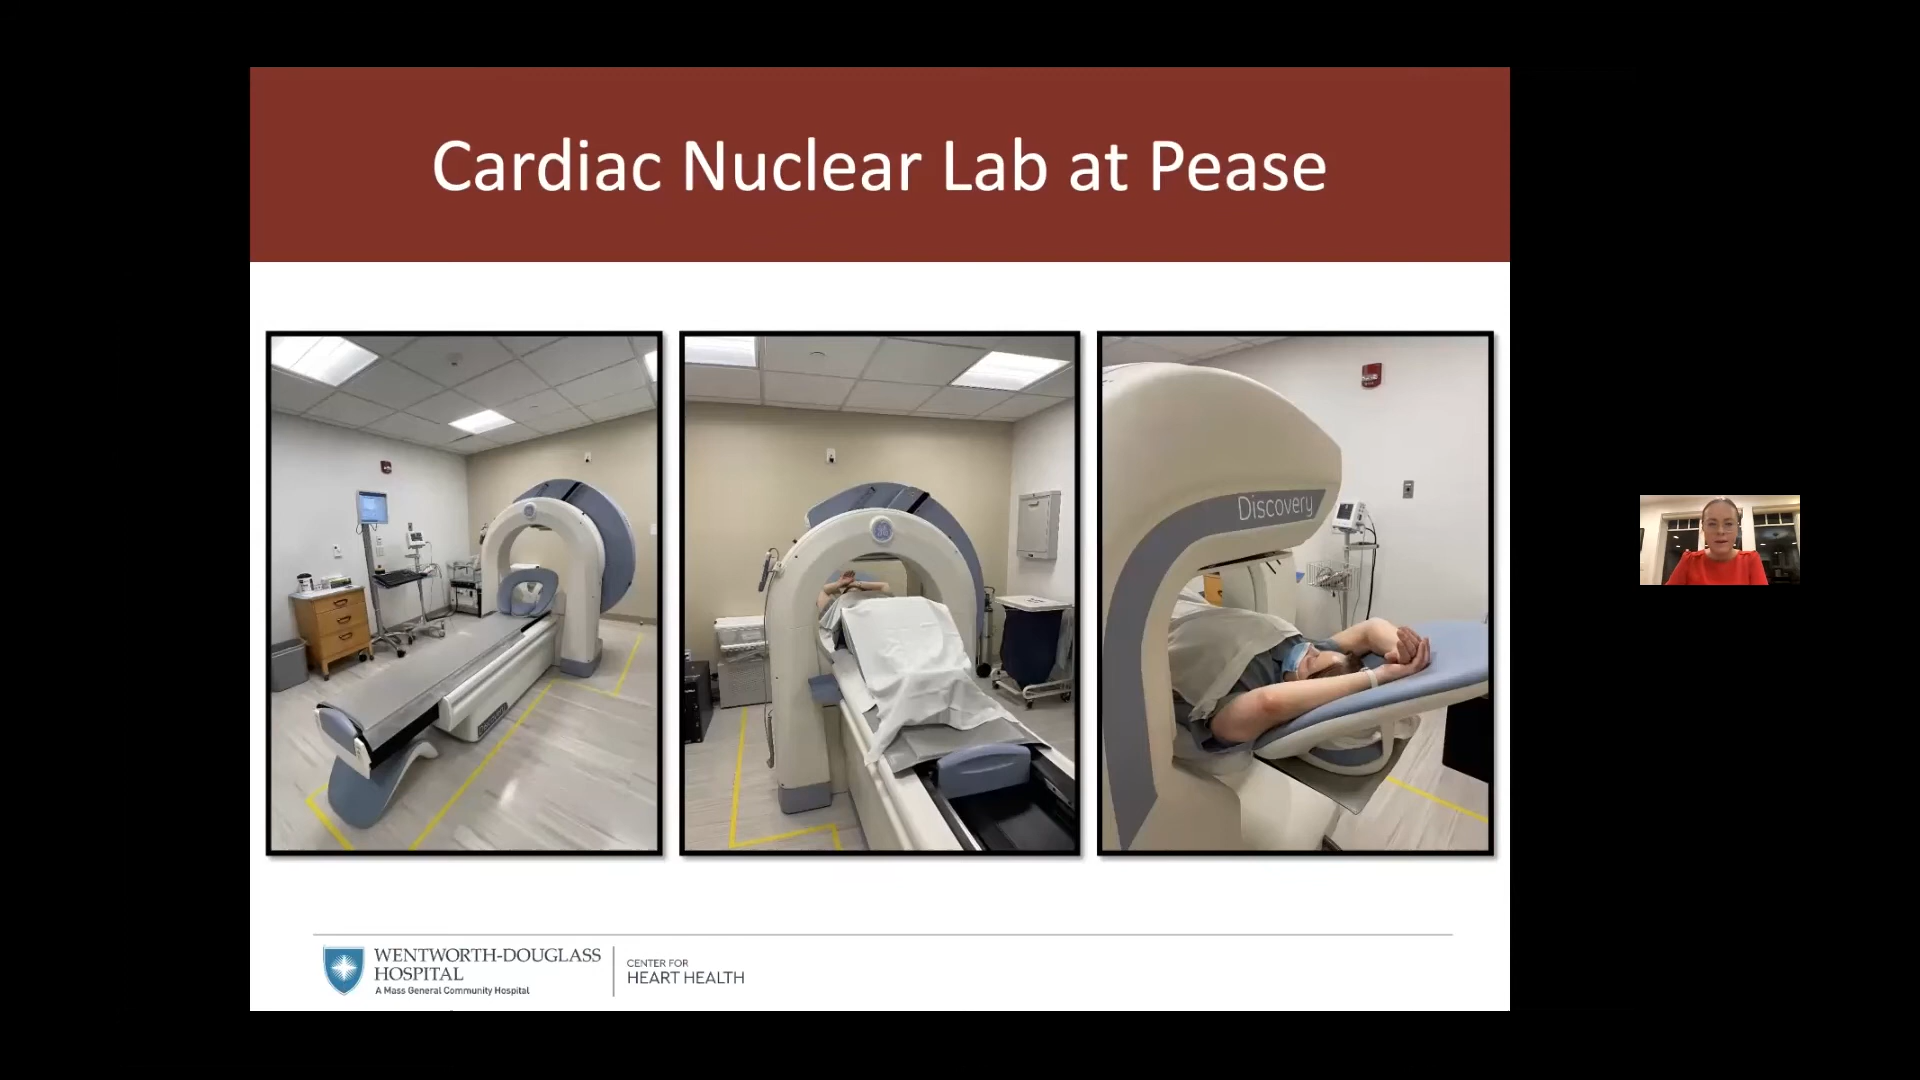 Cardiac Nuclear Lab at Pease
Discovery
WENTWORTH-DOUGLASS
HOSPITAL
A Mass General Community Hospital
CENTER FOR
HEART HEALTH